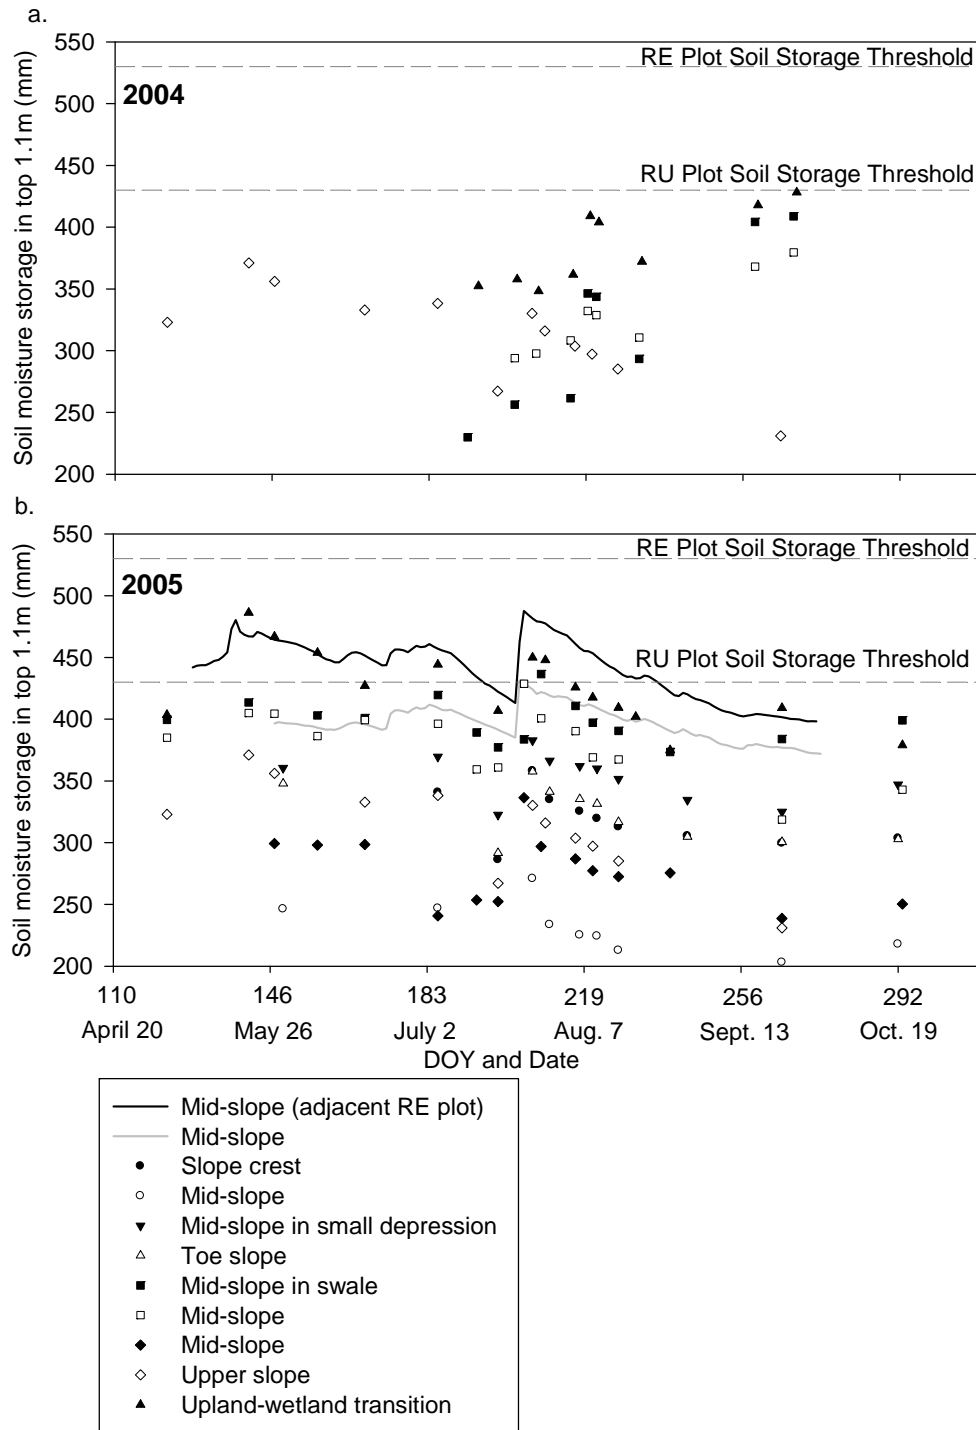 a.
550
500
450
400
350
300
250
200
Soil moisture storage in top 1.1m (mm)
RE Plot Soil Storage Threshold
2004
RU Plot Soil Storage Threshold
b.
550
500
450
400
350
300
250
200
Soil moisture storage in top 1.1m (mm)
RE Plot Soil Storage Threshold
2005
RU Plot Soil Storage Threshold
110 146 183 219 256 292
April 20 May 26 July 2 Aug. 7 Sept. 13 Oct. 19
DOY and Date
Mid-slope (adjacent RE plot)
Mid-slope
Slope crest
Mid-slope
Mid-slope in small depression
Toe slope
Mid-slope in swale
Mid-slope
Mid-slope
Upper slope
Upland-wetland transition